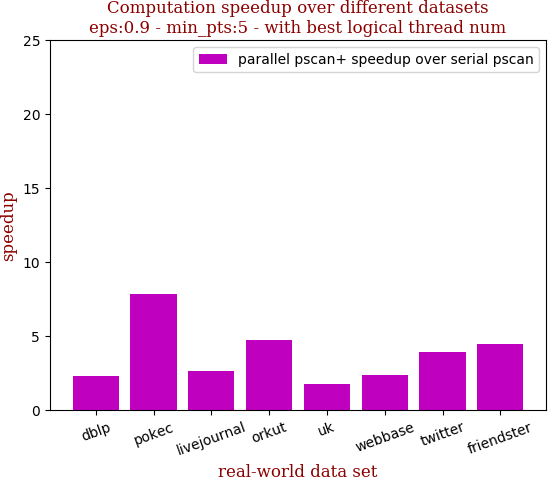 Computation speedup over different datasets
eps:0.9 - min_pts:5 - with best logical thread num
parallel pscan+ speedup over serial pscan
speedup
25
20
15
10
5
0
dblp
pokec
livejournal
orkut
uk
webbase
twitter
friendster
real-world data set